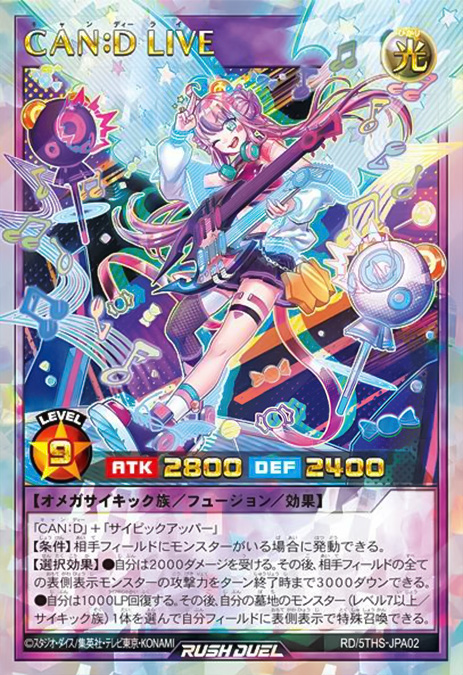 キャンディーライブ
CAN:D LIVE
ひかり
光
LEVEL
9
ATK 2800 DEF 2400
【オメガサイキック族／フュージョン／効果】
「CAN:D」＋「サイビックアッパー」
【条件】相手フィールドにモンスターがいる場合に発動できる。
【選択効果】●自分は2000ダメージを受ける。その後、相手フィールドの全ての表側表示モンスターの攻撃力をターン終了時まで3000ダウンできる。
●自分は1000LP回復する。その後、自分の墓地のモンスター（レベル7以上／サイキック族）1体を選んで自分フィールドに表側表示で特殊召喚できる。
©スタジオ・ダイス/集英社・テレビ東京・KONAMI
RUSH DUEL
RD/5THS-JPA02